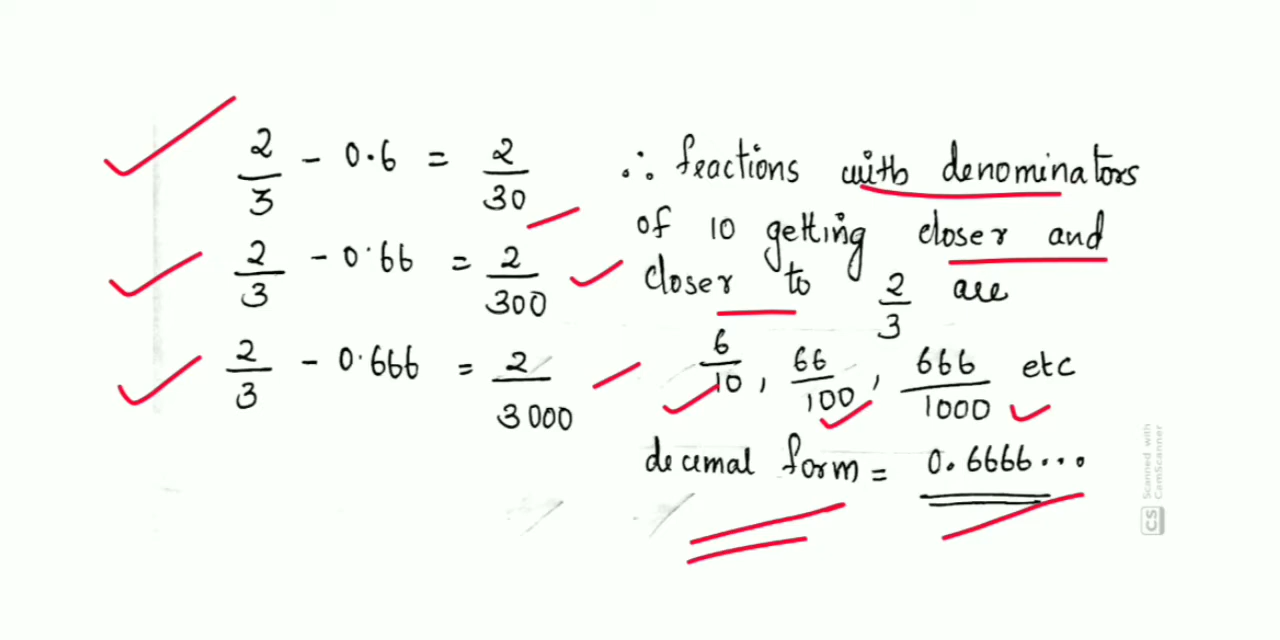 2/3 - 0.6 = 2/30
2/3 - 0.66 = 2/300
2/3 - 0.666 = 2/3000
∴ fractions with denominators
of 10 getting closer and
closer to 2/3 are
6/10, 66/100, 666/1000 etc
decimal form = 0.6666...
CS Scanned with
CamScanner